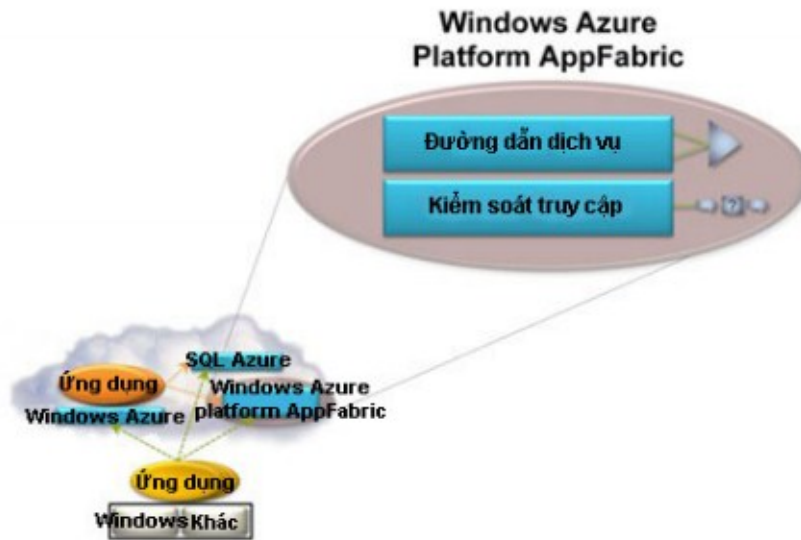 Windows Azure
Platform AppFabric
Đường dẫn dịch vụ
Kiểm soát truy cập
?
SQL Azure
Ứng dụng
Windows Azure
Windows Azure
platform AppFabric
Ứng dụng
Windows
Khác